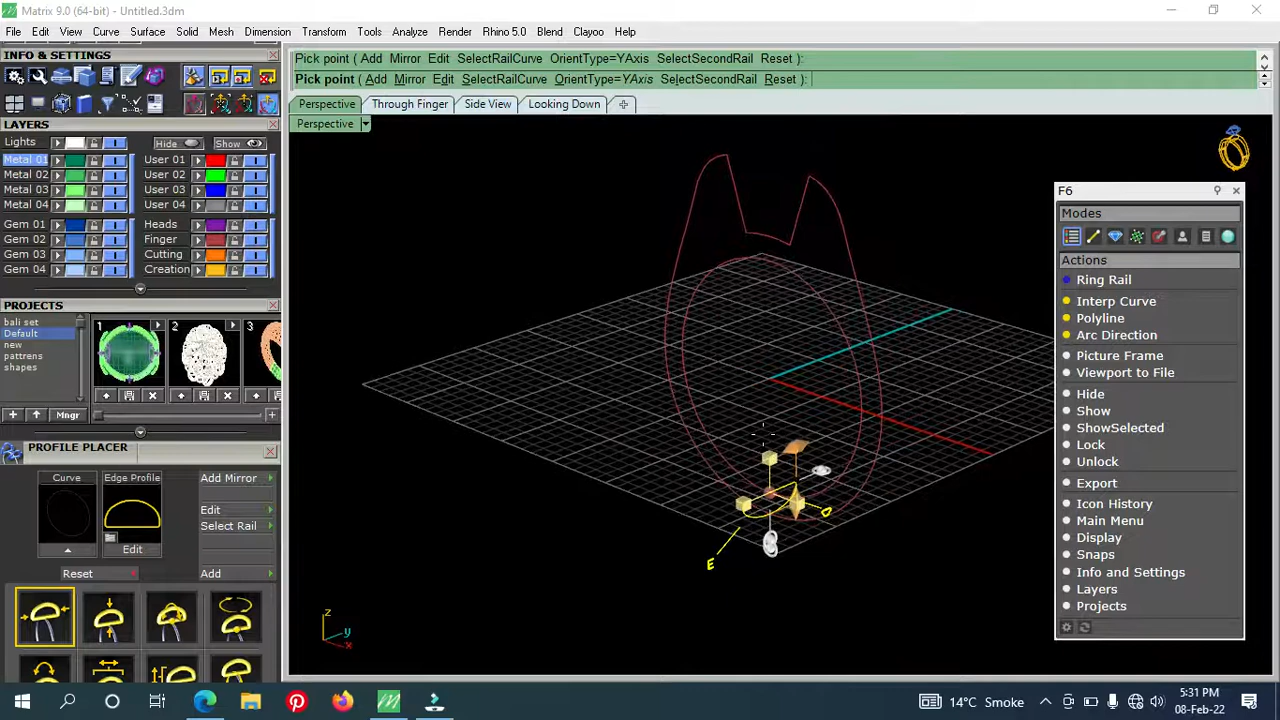 Matrix 9.0 (64-bit) - Untitled.3dm
File Edit View Curve Surface Solid Mesh Dimension Transform Tools Analyze Render Rhino 5.0 Blend Clayoo Help
INFO & SETTINGS
Pick point ( Add Mirror Edit SelectRailCurve OrientType=YAxis SelectSecondRail Reset ):
Pick point ( Add Mirror Edit SelectRailCurve OrientType=YAxis SelectSecondRail Reset ):
Perspective Through Finger Side View Looking Down
Perspective
LAYERS
Lights Hide Show
Metal 01 User 01
Metal 02 User 02
Metal 03 User 03
Metal 04 User 04
Gem 01 Heads
Gem 02 Finger
Gem 03 Cutting
Gem 04 Creation
PROJECTS
bali set
Default
new
pattrens
shapes
1 2 3
Mngr
PROFILE PLACER
Curve Edge Profile Add Mirror
Edit
Select Rail
Edit
Reset Add
E
z
y
x
F6
Modes
Actions
Ring Rail
Interp Curve
Polyline
Arc Direction
Picture Frame
Viewport to File
Hide
Show
ShowSelected
Lock
Unlock
Export
Icon History
Main Menu
Display
Snaps
Info and Settings
Layers
Projects
14°C Smoke
5:31 PM
08-Feb-22